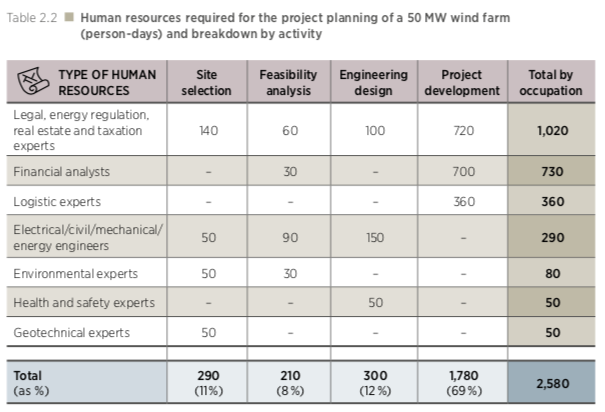 Table 2.2 Human resources required for the project planning of a 50 MW wind farm
(person-days) and breakdown by activity
TYPE OF HUMAN RESOURCES Site selection Feasibility analysis Engineering design Project development Total by occupation
Legal, energy regulation, real estate and taxation experts 140 60 100 720 1,020
Financial analysts – 30 – 700 730
Logistic experts – – – 360 360
Electrical/civil/mechanical/energy engineers 50 90 150 – 290
Environmental experts 50 30 – – 80
Health and safety experts – – 50 – 50
Geotechnical experts 50 – – – 50
Total (as %) 290 (11%) 210 (8%) 300 (12%) 1,780 (69%) 2,580